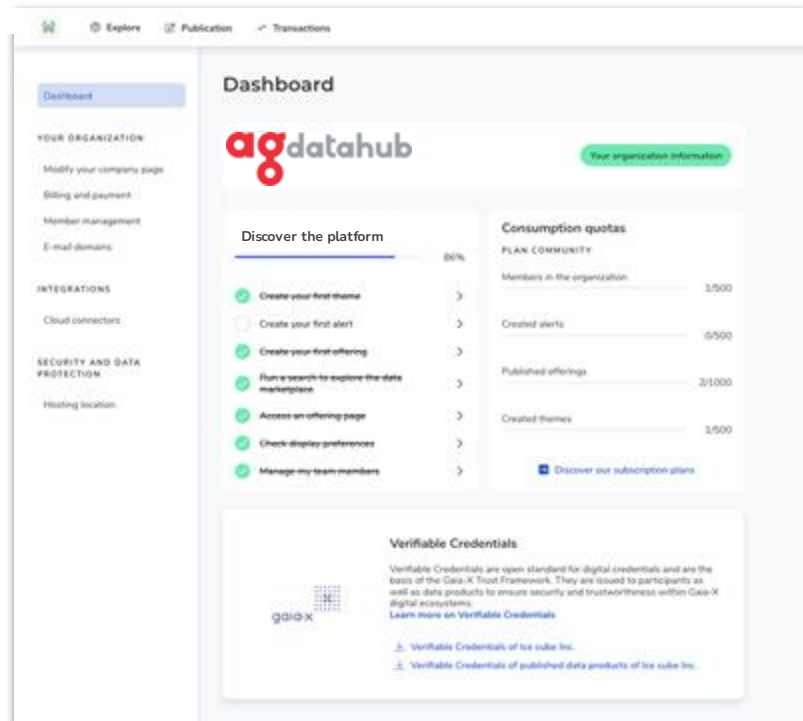 Explore
Publication
Transactions
Dashboard
YOUR ORGANIZATION
Modify your company page
Billing and payment
Member management
E-mail domains
INTEGRATIONS
Cloud connectors
SECURITY AND DATA
PROTECTION
Hosting location
Dashboard
agdatahub
Your organization information
Discover the platform
86%
Create your first theme
Create your first alert
Create your first offering
Run a search to explore the data
marketplace
Access an offering page
Check display preferences
Manage my team members
Consumption quotas
PLAN COMMUNITY
Members in the organization
1/500
Created alerts
0/500
Published offerings
2/1000
Created themes
1/500
Discover our subscription plans
gaia-x
Verifiable Credentials
Verifiable Credentials are open standard for digital credentials and are the
basis of the Gaia-X Trust Framework. They are issued to participants as
well as data products to ensure security and trustworthiness within Gaia-X
digital ecosystems.
Learn more on Verifiable Credentials
Verifiable Credentials of Ice cube Inc.
Verifiable Credentials of published data products of Ice cube Inc.